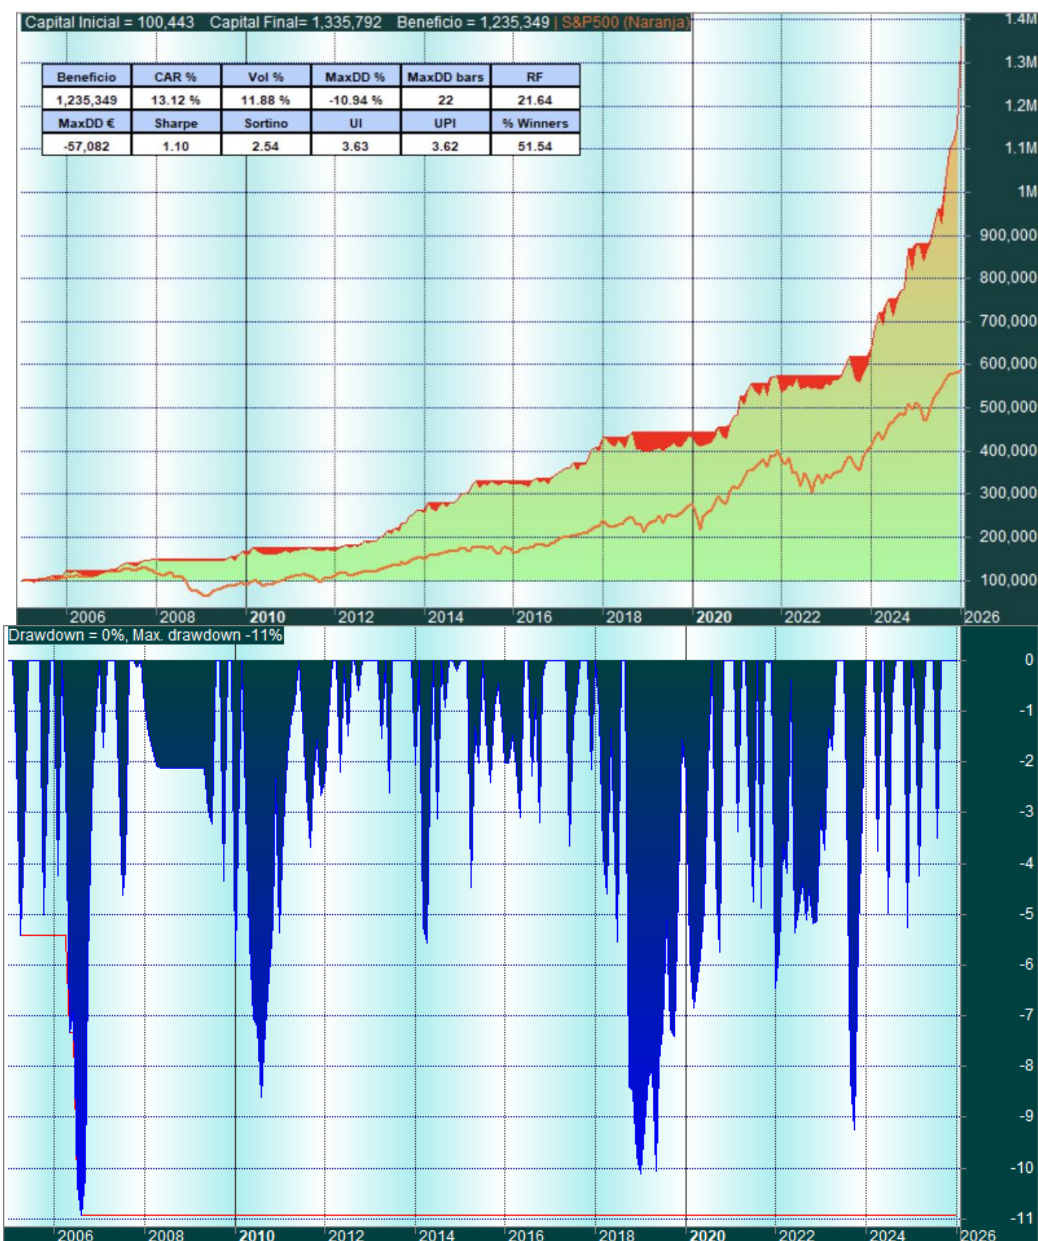 Capital Inicial = 100,443 Capital Final= 1,335,792 Beneficio = 1,235,349 | S&P500 (Naranja)
Beneficio CAR % Vol % MaxDD % MaxDD bars RF
1,235,349 13.12 % 11.88 % -10.94 % 22 21.64
MaxDD € Sharpe Sortino UI UPI % Winners
-57,082 1.10 2.54 3.63 3.62 51.54
1.4M
1.3M
1.2M
1.1M
1M
900,000
800,000
700,000
600,000
500,000
400,000
300,000
200,000
100,000
2006 2008 2010 2012 2014 2016 2018 2020 2022 2024 2026
Drawdown = 0%, Max. drawdown -11%
0
-1
-2
-3
-4
-5
-6
-7
-8
-9
-10
-11
2006 2008 2010 2012 2014 2016 2018 2020 2022 2024 2026